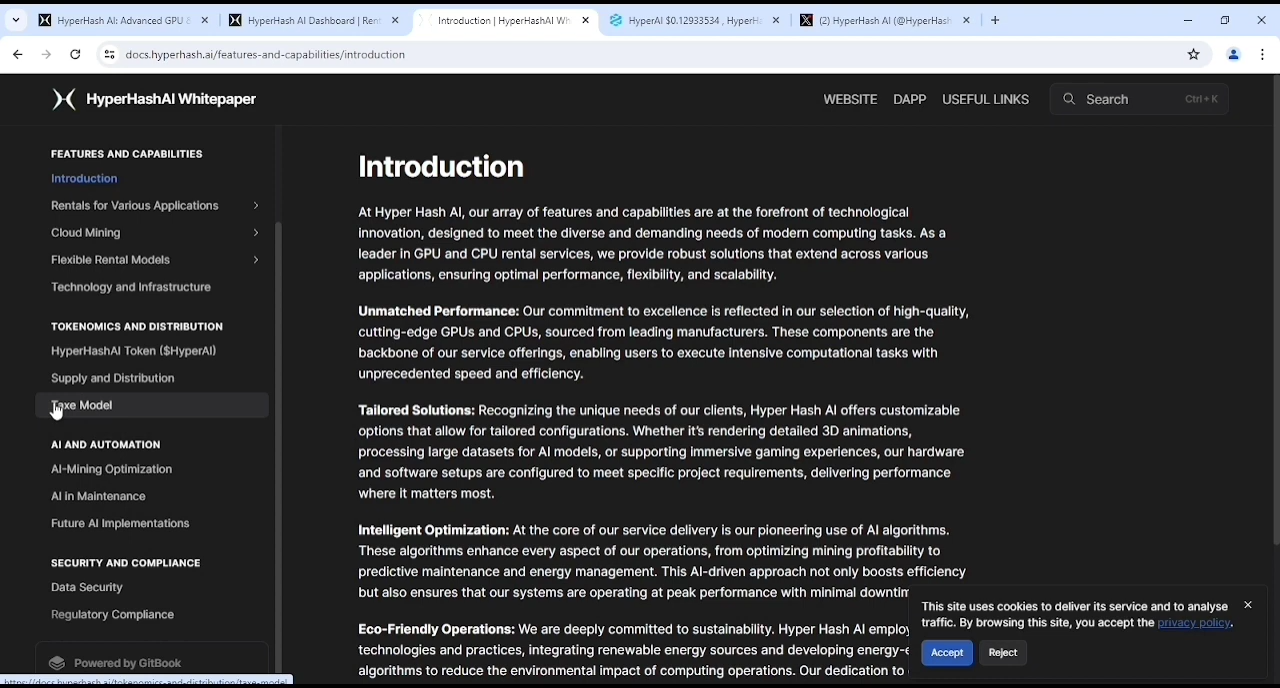 HyperHash AI: Advanced GPU &
HyperHash AI Dashboard | Rent
Introduction | HyperHashAI Wh
HyperAI $0.12933534 , HyperHa
(2) HyperHash AI (@HyperHash
docs.hyperhash.ai/features-and-capabilities/introduction
HyperHashAI Whitepaper
WEBSITE DAPP USEFUL LINKS Search Ctrl + K
FEATURES AND CAPABILITIES
Introduction
Rentals for Various Applications
Cloud Mining
Flexible Rental Models
Technology and Infrastructure
TOKENOMICS AND DISTRIBUTION
HyperHashAI Token ($HyperAI)
Supply and Distribution
Taxe Model
AI AND AUTOMATION
AI-Mining Optimization
AI in Maintenance
Future AI Implementations
SECURITY AND COMPLIANCE
Data Security
Regulatory Compliance
Powered by GitBook
https://docs.hyperhash.ai/tokenomics-and-distribution/taxe-model
Introduction
At Hyper Hash AI, our array of features and capabilities are at the forefront of technological
innovation, designed to meet the diverse and demanding needs of modern computing tasks. As a
leader in GPU and CPU rental services, we provide robust solutions that extend across various
applications, ensuring optimal performance, flexibility, and scalability.
Unmatched Performance: Our commitment to excellence is reflected in our selection of high-quality,
cutting-edge GPUs and CPUs, sourced from leading manufacturers. These components are the
backbone of our service offerings, enabling users to execute intensive computational tasks with
unprecedented speed and efficiency.
Tailored Solutions: Recognizing the unique needs of our clients, Hyper Hash AI offers customizable
options that allow for tailored configurations. Whether it's rendering detailed 3D animations,
processing large datasets for AI models, or supporting immersive gaming experiences, our hardware
and software setups are configured to meet specific project requirements, delivering performance
where it matters most.
Intelligent Optimization: At the core of our service delivery is our pioneering use of AI algorithms.
These algorithms enhance every aspect of our operations, from optimizing mining profitability to
predictive maintenance and energy management. This AI-driven approach not only boosts efficiency
but also ensures that our systems are operating at peak performance with minimal downtim
Eco-Friendly Operations: We are deeply committed to sustainability. Hyper Hash AI employ
technologies and practices, integrating renewable energy sources and developing energy-e
algorithms to reduce the environmental impact of computing operations. Our dedication to
This site uses cookies to deliver its service and to analyse
traffic. By browsing this site, you accept the privacy policy.
Accept Reject